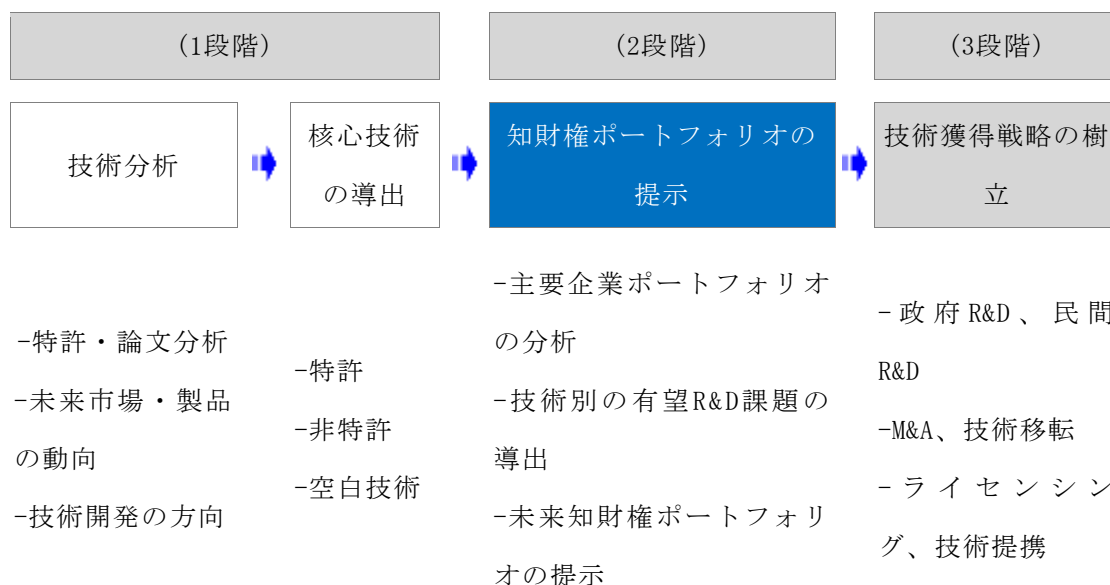 (1段階)
(2段階)
(3段階)
技術分析
核心技術
の導出
知財権ポートフォリオの
提示
技術獲得戦略の樹
立
-特許・論文分析
-未来市場・製品
の動向
-技術開発の方向
-特許
-非特許
-空白技術
-主要企業ポートフォリオ
の分析
-技術別の有望R&D課題の
導出
-未来知財権ポートフォリ
オの提示
-政府R&D、民間
R&D
-M&A、技術移転
-ライセンシン
グ、技術提携